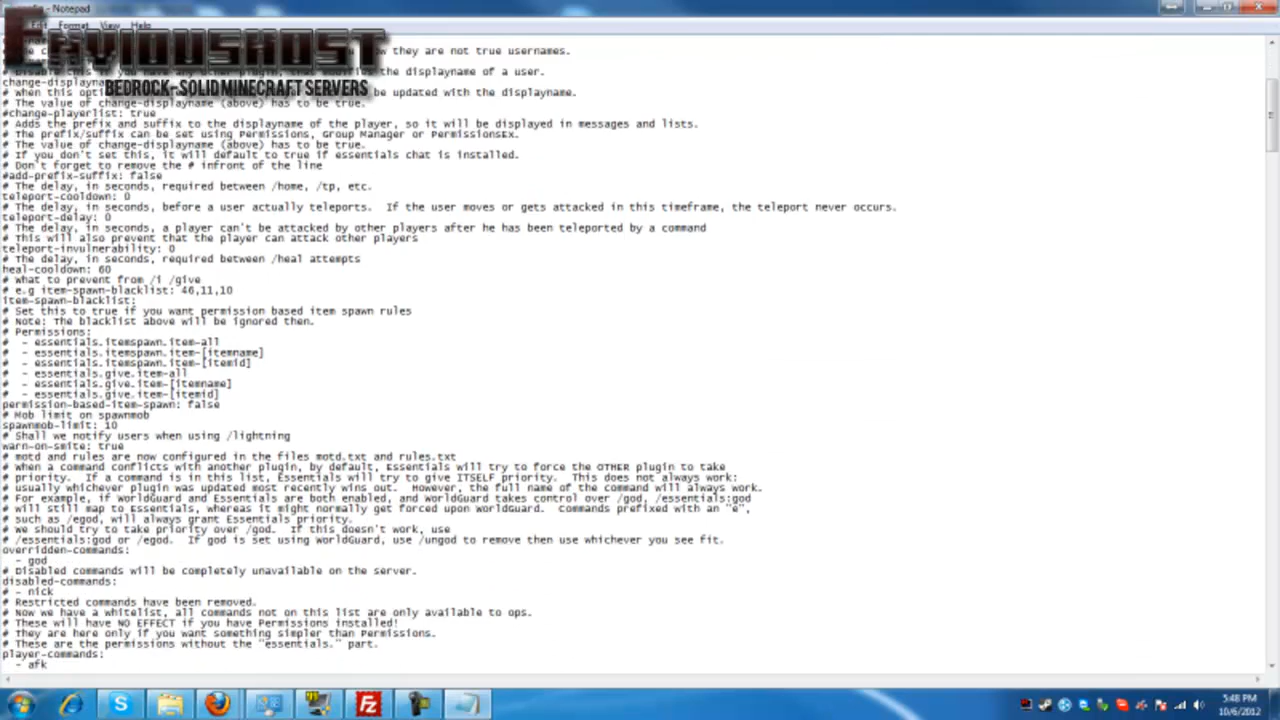 - Notepad
Edit Format View Help
ENVIOUSHOST
BEDROCK-SOLID MINECRAFT SERVERS
they are not true usernames.
# Disable this if you have any other plugin, that modifies the displayname of a user.
change-displayname
# When this option be updated with the displayname.
# The value of change-displayname (above) has to be true.
#change-playerlist: true
# Adds the prefix and suffix to the displayname of the player, so it will be displayed in messages and lists.
# The prefix/suffix can be set using Permissions, Group Manager or PermissionsEx.
# The value of change-displayname (above) has to be true.
# If you don't set this, it will default to true if essentials chat is installed.
# Don't forget to remove the # infront of the line
#add-prefix-suffix: false
# The delay, in seconds, required between /home, /tp, etc.
teleport-cooldown: 0
# The delay, in seconds, before a user actually teleports.  If the user moves or gets attacked in this timeframe, the teleport never occurs.
teleport-delay: 0
# The delay, in seconds, a player can't be attacked by other players after he has been teleported by a command
# This will also prevent that the player can attack other players
teleport-invulnerability: 0
# The delay, in seconds, required between /heal attempts
heal-cooldown: 60
# What to prevent from /i /give
# e.g item-spawn-blacklist: 46,11,10
item-spawn-blacklist:
# Set this to true if you want permission based item spawn rules
# Note: The blacklist above will be ignored then.
# Permissions:
#  - essentials.itemspawn.item-all
#  - essentials.itemspawn.item-[itemname]
#  - essentials.itemspawn.item-[itemid]
#  - essentials.give.item-all
#  - essentials.give.item-[itemname]
#  - essentials.give.item-[itemid]
permission-based-item-spawn: false
# Mob limit on spawnmob
spawnmob-limit: 10
# Shall we notify users when using /lightning
warn-on-smite: true
# motd and rules are now configured in the files motd.txt and rules.txt
# When a command conflicts with another plugin, by default, Essentials will try to force the OTHER plugin to take
# priority.  If a command is in this list, Essentials will try to give ITSELF priority.  This does not always work:
# usually whichever plugin was updated most recently wins out.  However, the full name of the command will always work.
# For example, if WorldGuard and Essentials are both enabled, and WorldGuard takes control over /god, /essentials:god
# will still map to Essentials, whereas it might normally get forced upon WorldGuard.  Commands prefixed with an "e",
# such as /egod, will always grant Essentials priority.
# We should try to take priority over /god.  If this doesn't work, use
# /essentials:god or /egod.  If god is set using WorldGuard, use /ungod to remove then use whichever you see fit.
overridden-commands:
  - god
# Disabled commands will be completely unavailable on the server.
disabled-commands:
# - nick
# Restricted commands have been removed.
# Now we have a whitelist, all commands not on this list are only available to ops.
# These will have NO EFFECT if you have Permissions installed!
# They are here only if you want something simpler than Permissions.
# These are the permissions without the "essentials." part.
player-commands:
  - afk
5:48 PM
10/6/2012